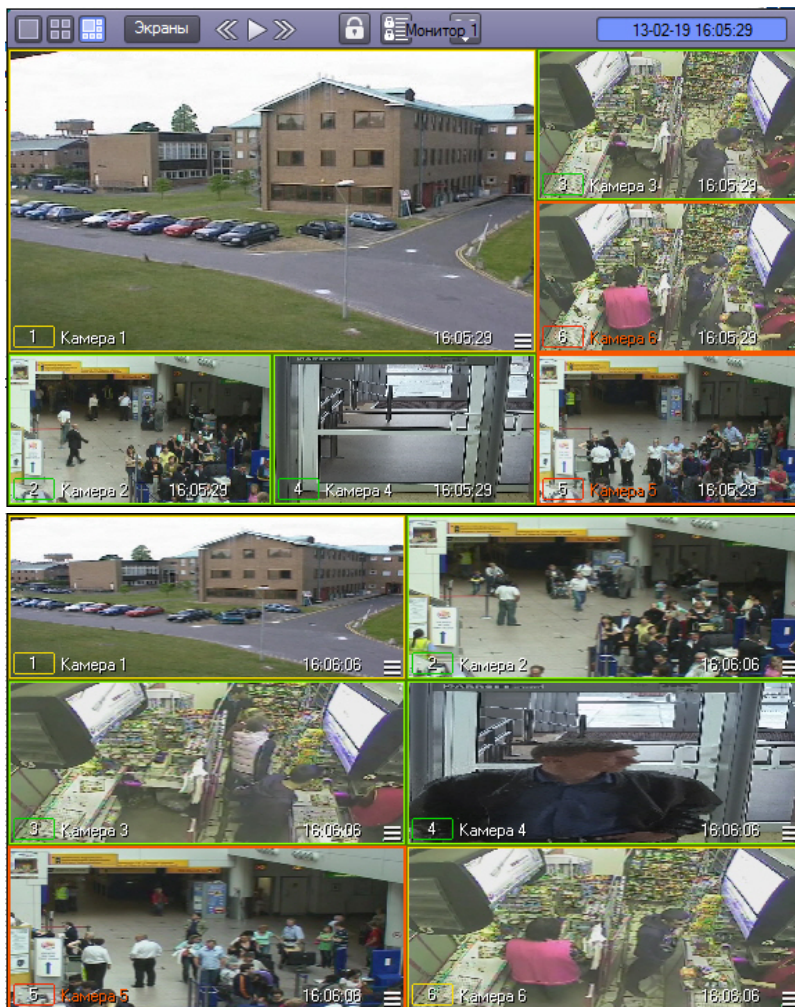 Экраны
Монитор 1
13-02-19 16:05:29
3 Камера 3 16:05:29
1 Камера 1 16:05:29
6 Камера 6 16:05:29
2 Камера 2 16:05:29
4 Камера 4 16:05:29
5 Камера 5 16:05:29
1 Камера 1 16:06:06
2 Камера 2 16:06:06
3 Камера 3 16:06:06
4 Камера 4 16:06:06
5 Камера 5 16:06:06
6 Камера 6 16:06:06